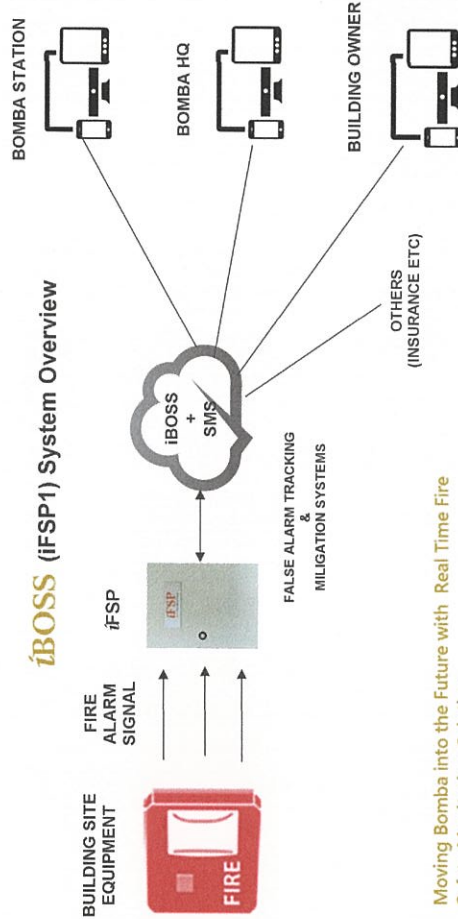 iBOSS (iFSP1) System Overview
BUILDING SITE
EQUIPMENT
FIRE
FIRE
ALARM
SIGNAL
iFSP
iFSP
iBOSS
+
SMS
FALSE ALARM TRACKING
&
MILIGATION SYSTEMS
BOMBA STATION
BOMBA HQ
BUILDING OWNER
OTHERS
(INSURANCE ETC)
Moving Bomba into the Future with Real Time Fire